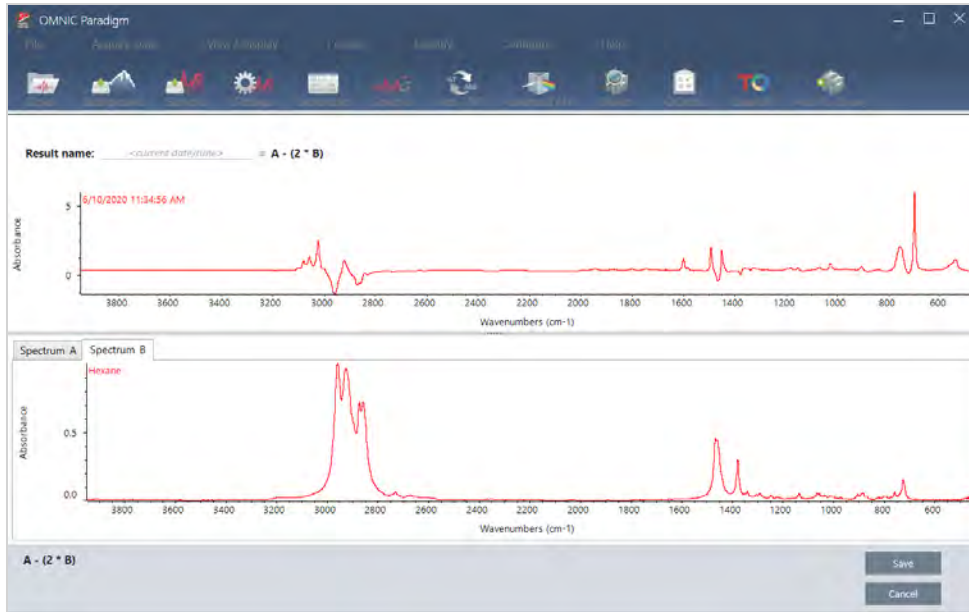 OMNIC Paradigm
File
Help
Result name: <current date/time> = A - (2 * B)
6/10/2020 11:34:56 AM
Absorbance
5
0
3800 3600 3400 3200 3000 2800 2600 2400 2200 2000 1800 1600 1400 1200 1000 800 600
Wavenumbers (cm-1)
Spectrum A Spectrum B
Hexane
Absorbance
0.5
0.0
3800 3600 3400 3200 3000 2800 2600 2400 2200 2000 1800 1600 1400 1200 1000 800 600
Wavenumbers (cm-1)
A - (2 * B)
Save
Cancel